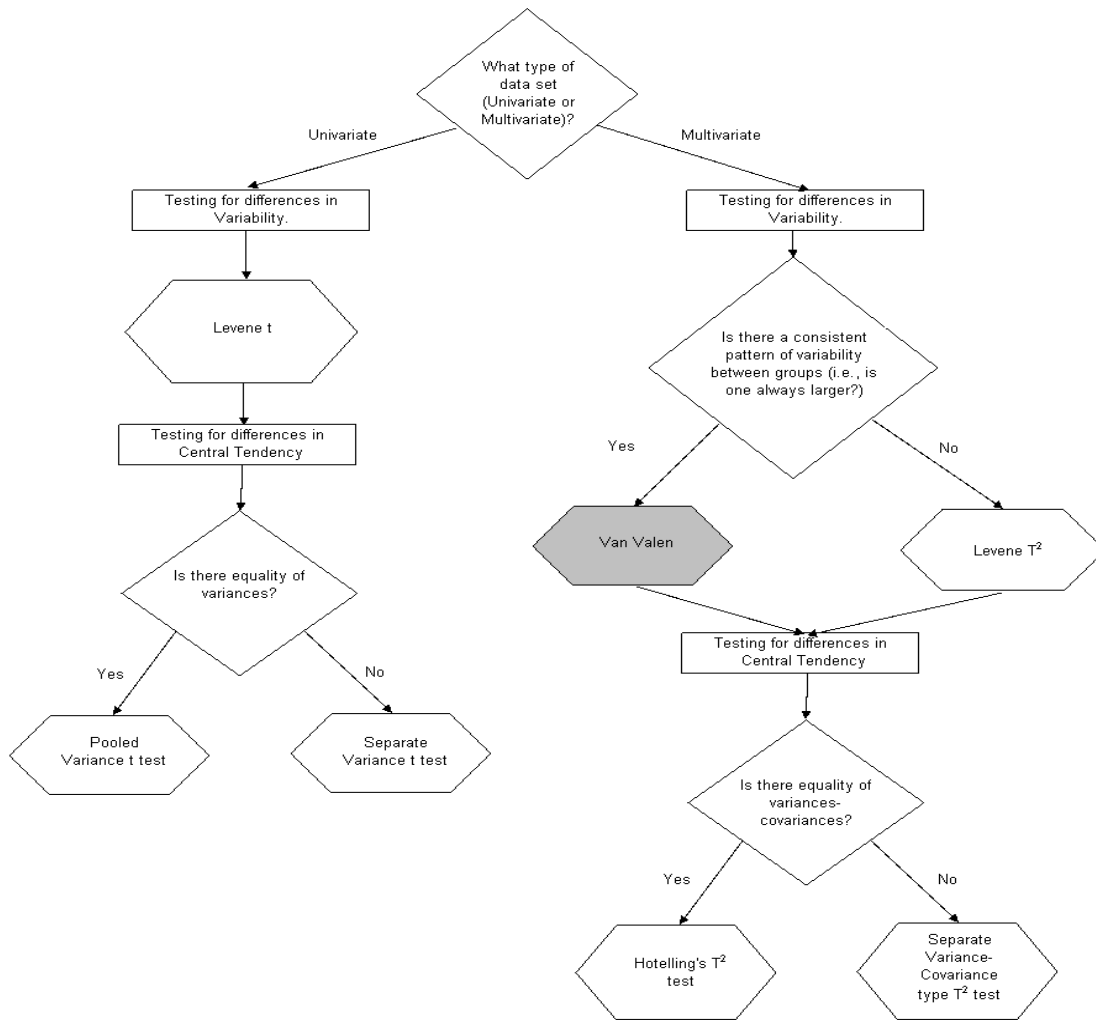 What type of
data set
(Univariate or
Multivariate)?
Univariate
Multivariate
Testing for differences in
Variability.
Testing for differences in
Variability.
Levene t
Is there a consistent
pattern of variability
between groups (i.e., is
one always larger?)
Testing for differences in
Central Tendency
Yes
No
Van Valen
Levene T²
Is there equality of
variances?
Testing for differences in
Central Tendency
Yes
No
Pooled
Variance t test
Separate
Variance t test
Is there equality of
variances-
covariances?
Yes
No
Hotelling's T²
test
Separate
Variance-
Covariance
type T² test